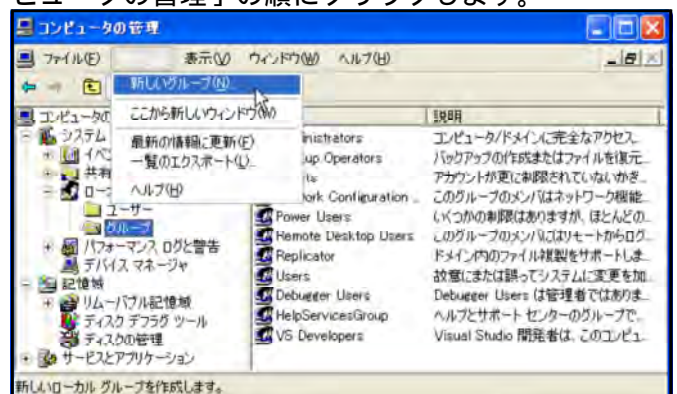 ピュータの管理」の順にクリックします。
コンピュータの管理
ファイル(F) 表示(V) ウィンドウ(W) ヘルプ(H)
新しいグループ(N)...
ここから新しいウィンドウ(W)
最新の情報に更新(F)
一覧のエクスポート(L)...
ヘルプ(H)
システム
ユーザー
グループ
パフォーマンス ログと警告
デバイス マネージャ
記憶域
リムーバブル記憶域
ディスク デフラグ ツール
ディスクの管理
サービスとアプリケーション
説明
コンピュータ/ドメインに完全なアクセス...
Operators バックアップの作成またはファイルを復元...
アカウントが更に制限されていないかぎ...
Configuration ... このグループのメンバはネットワーク機能...
Power Users いくつかの制限はありますが、ほとんどの...
Remote Desktop Users このグループのメンバにはリモートからログ...
Replicator ドメイン内のファイル複製をサポートしま...
Users 故意にまたは誤ってシステムに変更を加...
Debugger Users Debugger Users は管理者ではありま...
HelpServicesGroup ヘルプとサポート センターのグループで...
VS Developers Visual Studio 開発者は、このコンピュ...
新しいローカル グループを作成します。